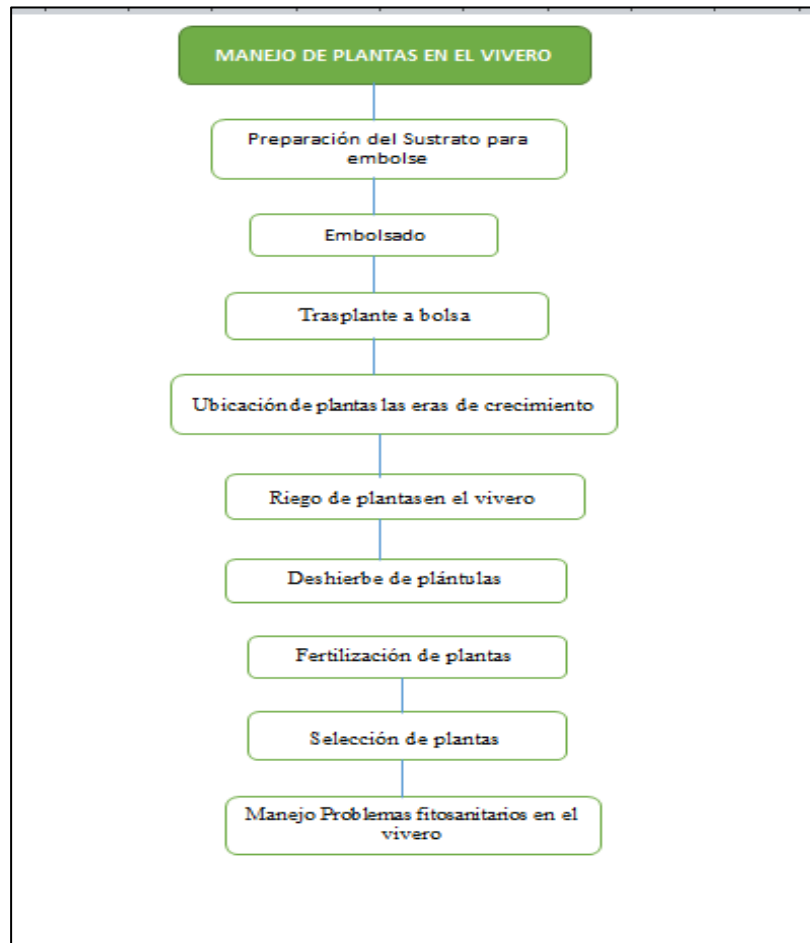 MANEJO DE PLANTAS EN EL VIVERO
Preparación del Sustrato para
embolse
Embolsado
Trasplante a bolsa
Ubicación de plantas las eras de crecimiento
Riego de plantas en el vivero
Deshierbe de plántulas
Fertilización de plantas
Selección de plantas
Manejo Problemas fitosanitarios en el
vivero